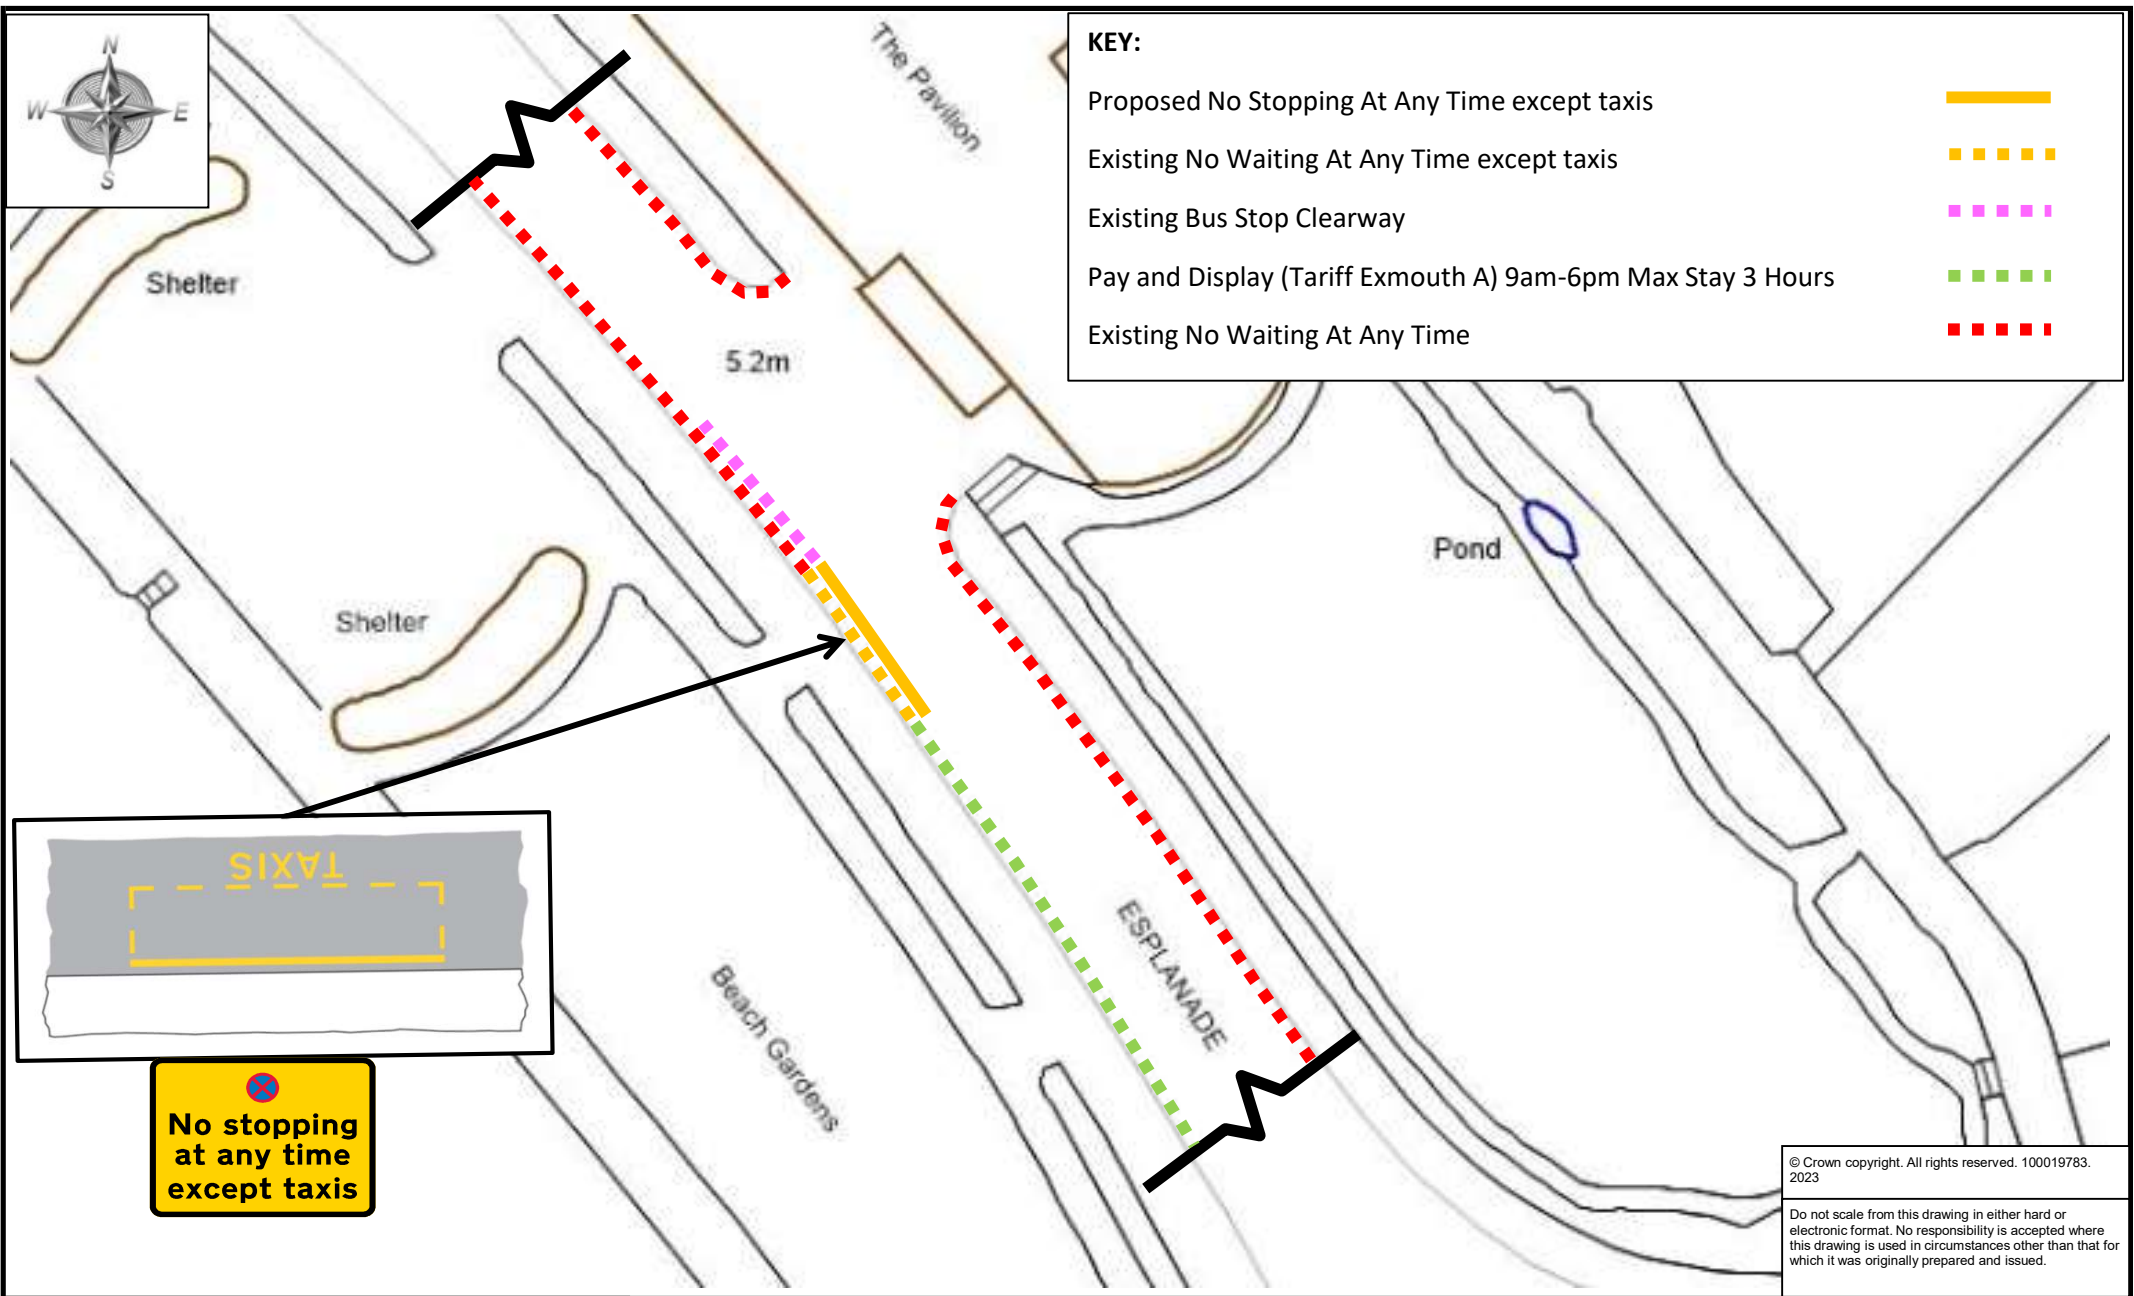 N
W
E
S
The Pavilion
KEY:
Proposed No Stopping At Any Time except taxis
Existing No Waiting At Any Time except taxis
Existing Bus Stop Clearway
Pay and Display (Tariff Exmouth A) 9am-6pm Max Stay 3 Hours
Existing No Waiting At Any Time
Shelter
5.2m
Pond
Shelter
TAXIS
ESPLANADE
Beach Gardens
No stopping
at any time
except taxis
© Crown copyright. All rights reserved. 100019783.
2023
Do not scale from this drawing in either hard or
electronic format. No responsibility is accepted where
this drawing is used in circumstances other than that for
which it was originally prepared and issued.